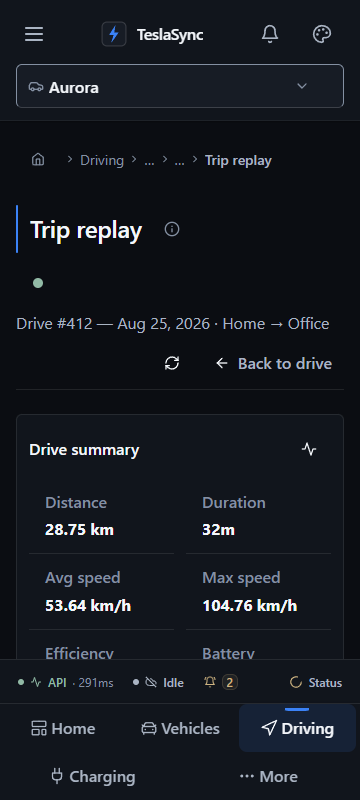 TeslaSync
Aurora
Driving ... ... Trip replay
Trip replay
Drive #412 — Aug 25, 2026 · Home → Office
← Back to drive
Drive summary
Distance Duration
28.75 km 32m
Avg speed Max speed
53.64 km/h 104.76 km/h
Efficiency Battery
API · 291ms Idle 2 Status
Home Vehicles Driving
Charging More